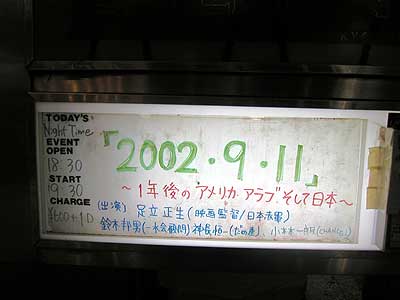 TODAY'S
Night Time
EVENT
OPEN
18:30
START
19:30
CHARGE
¥600+1D
「2002・9・11」
～1年後のアメリカ アラブ そして日本～
(出演) 足立正生(映画監督/日本赤軍)
鈴木邦男(一水会顧問) 神長恒一(だめ連)